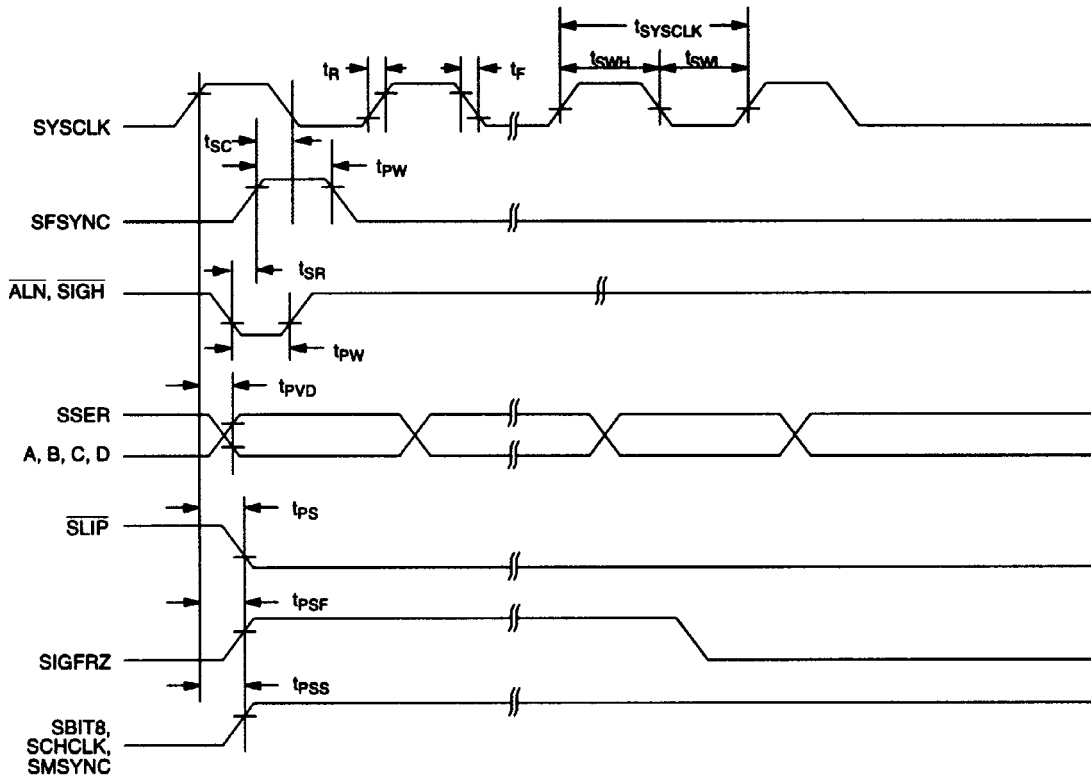 tSYSCLK
tR
tF
tSWH
tSWL
SYSCLK
tSC
tPW
SFSYNC
tSR
ALN, SIGH
tPW
tPVD
SSER
A, B, C, D
tPS
SLIP
tPSF
SIGFRZ
tPSS
SBIT8,
SCHCLK,
SMSYNC